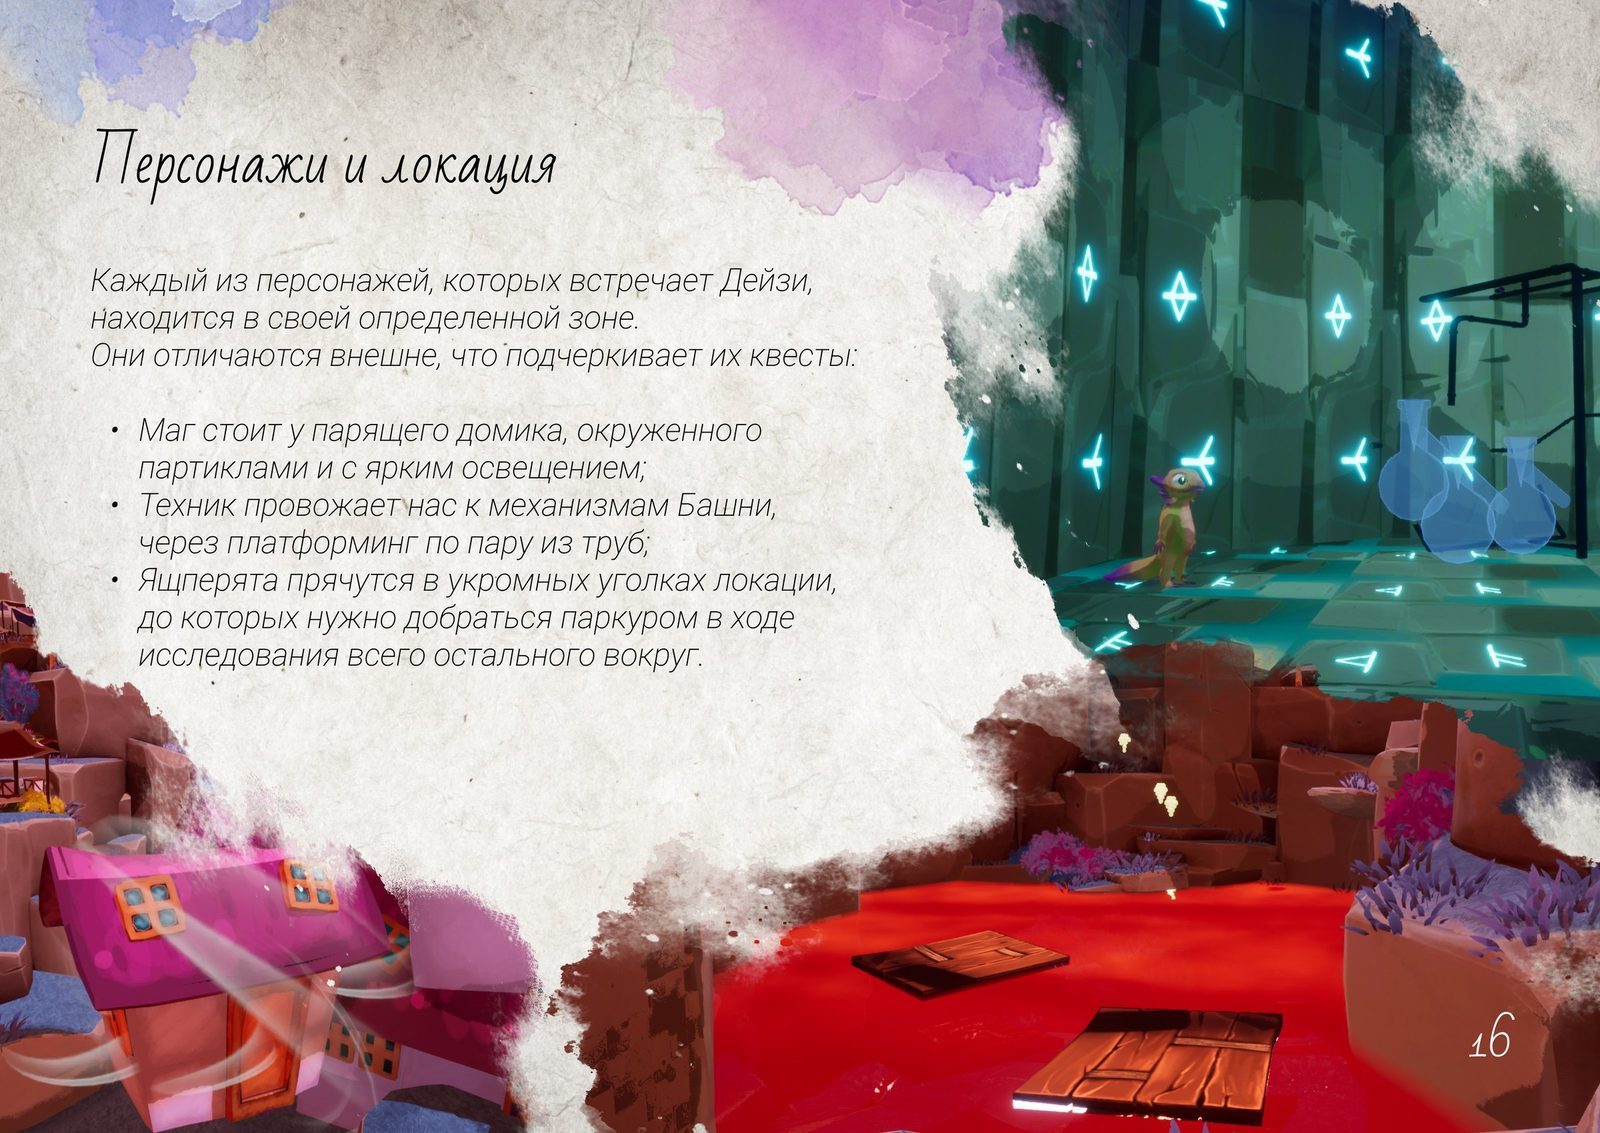 Персонажи и локация
Каждый из персонажей, которых встречает Дейзи,
находится в своей определенной зоне.
Они отличаются внешне, что подчеркивает их квесты:
• Маг стоит у парящего домика, окруженного
партиклами и с ярким освещением;
• Техник провожает нас к механизмам Башни,
через платформинг по пару из труб;
• Ящперята прячутся в укромных уголках локации,
до которых нужно добраться паркуром в ходе
исследования всего остального вокруг.
16